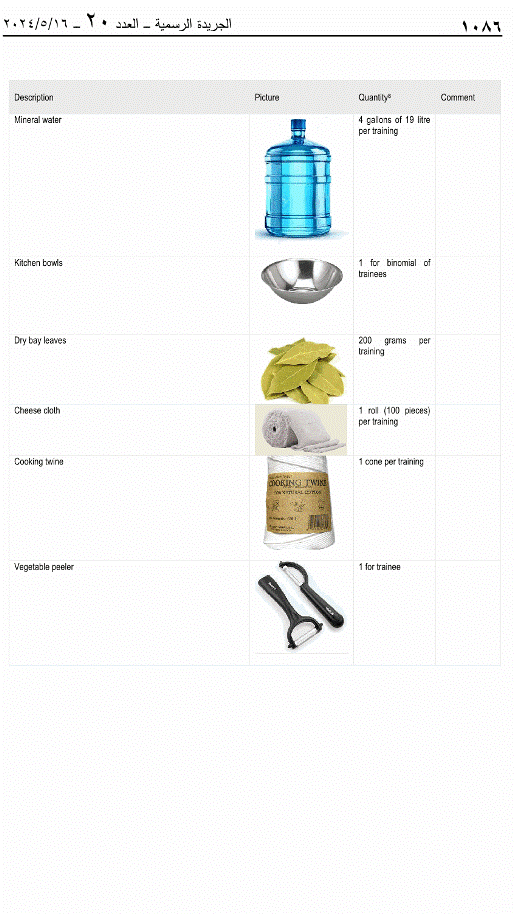 ١٠٨٦
الجريدة الرسمية – العدد ٢٠ – ٢٠٢٤/٥/١٦
Description Picture Quantity⁸ Comment
Mineral water
4 gallons of 19 litre
per training
Kitchen bowls
1 for binomial of
trainees
Dry bay leaves
200 grams per
training
Cheese cloth
1 roll (100 pieces)
per training
Cooking twine
COOKING TWINE
1 cone per training
Vegetable peeler
1 for trainee